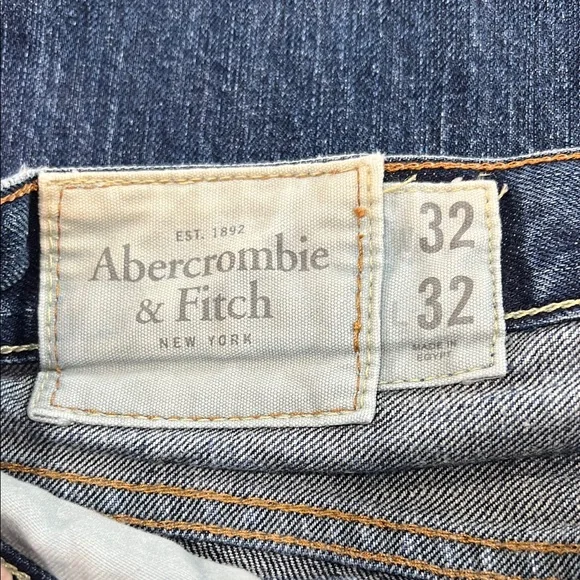 EST. 1892
Abercrombie
& Fitch
NEW YORK
32
L 32
MADE IN
EGYPT